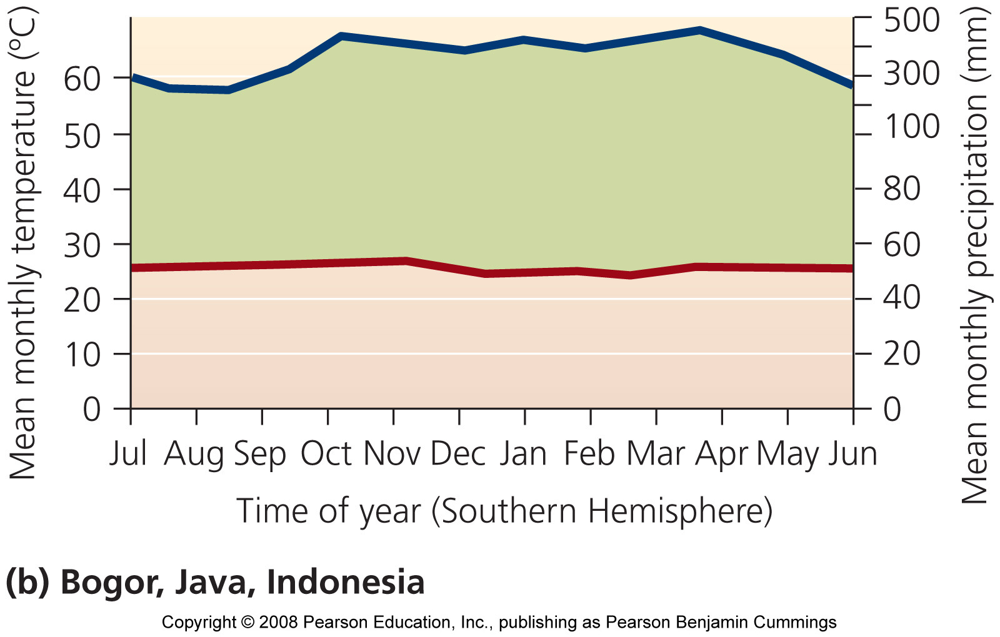 Mean monthly temperature (ºC)
60
50
40
30
20
10
0
500
300
100
80
60
40
20
0
Mean monthly precipitation (mm)
Jul Aug Sep Oct Nov Dec Jan Feb Mar Apr May Jun
Time of year (Southern Hemisphere)
(b) Bogor, Java, Indonesia
Copyright © 2008 Pearson Education, Inc., publishing as Pearson Benjamin Cummings